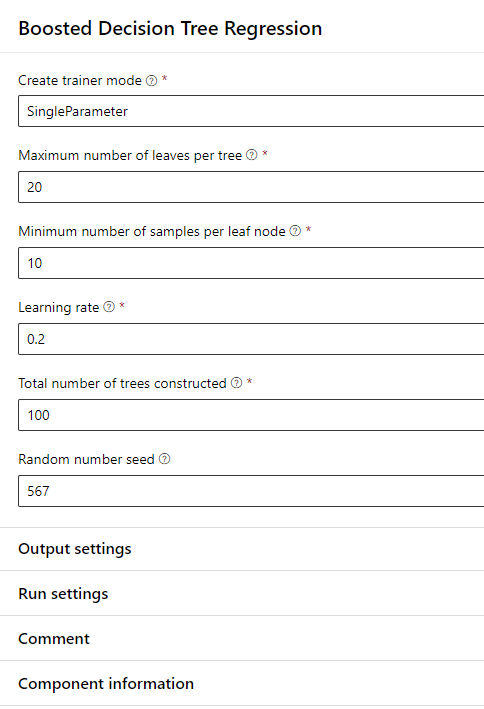 Boosted Decision Tree Regression
Create trainer mode ? *
SingleParameter
Maximum number of leaves per tree ? *
20
Minimum number of samples per leaf node ? *
10
Learning rate ? *
0.2
Total number of trees constructed ? *
100
Random number seed ?
567
Output settings
Run settings
Comment
Component information